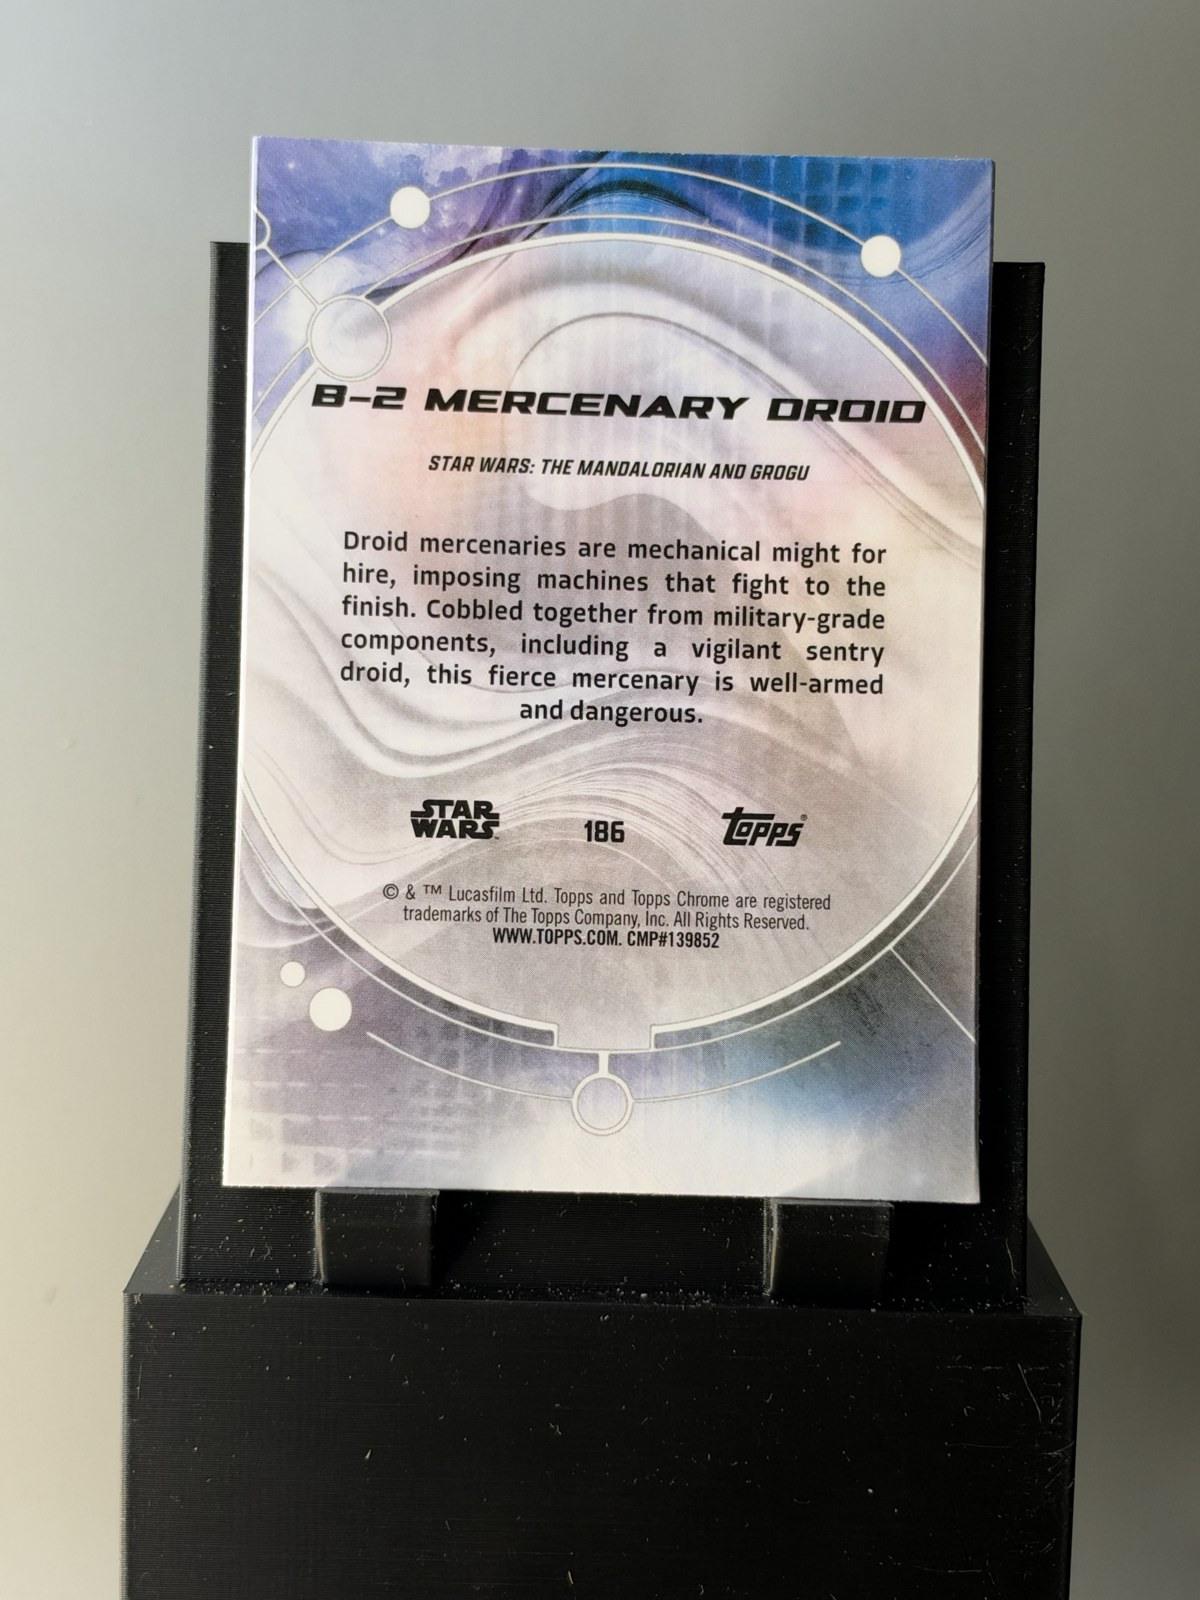 B-2 MERCENARY DROID
STAR WARS: THE MANDALORIAN AND GROGU
Droid mercenaries are mechanical might for
hire, imposing machines that fight to the
finish. Cobbled together from military-grade
components, including a vigilant sentry
droid, this fierce mercenary is well-armed
and dangerous.
STAR
WARS™ 186 Topps®
© & ™ Lucasfilm Ltd. Topps and Topps Chrome are registered
trademarks of The Topps Company, Inc. All Rights Reserved.
WWW.TOPPS.COM. CMP#139852